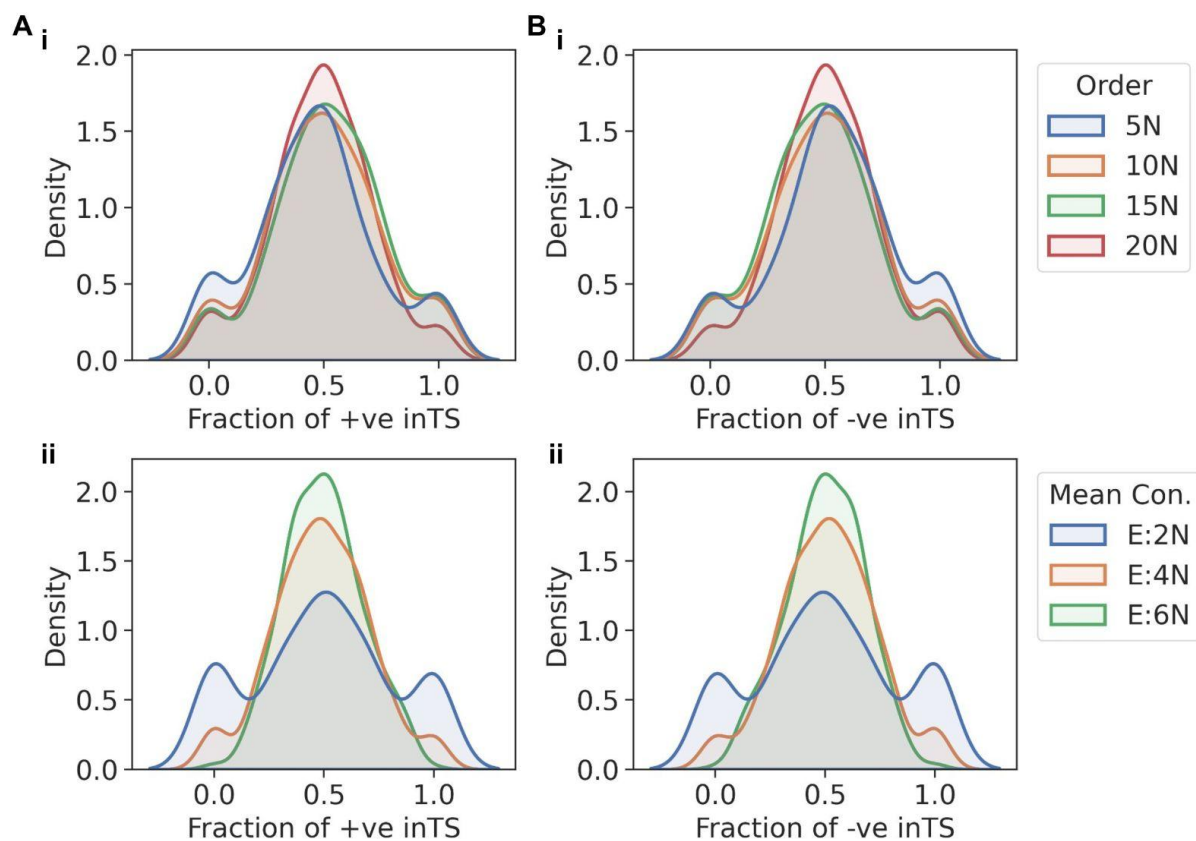 A i
2.0
1.5
1.0
0.5
0.0
Density
0.0 0.5 1.0
Fraction of +ve inTS
B i
2.0
1.5
1.0
0.5
0.0
Density
0.0 0.5 1.0
Fraction of -ve inTS
Order
5N
10N
15N
20N
ii
2.0
1.5
1.0
0.5
0.0
Density
0.0 0.5 1.0
Fraction of +ve inTS
ii
2.0
1.5
1.0
0.5
0.0
Density
0.0 0.5 1.0
Fraction of -ve inTS
Mean Con.
E:2N
E:4N
E:6N